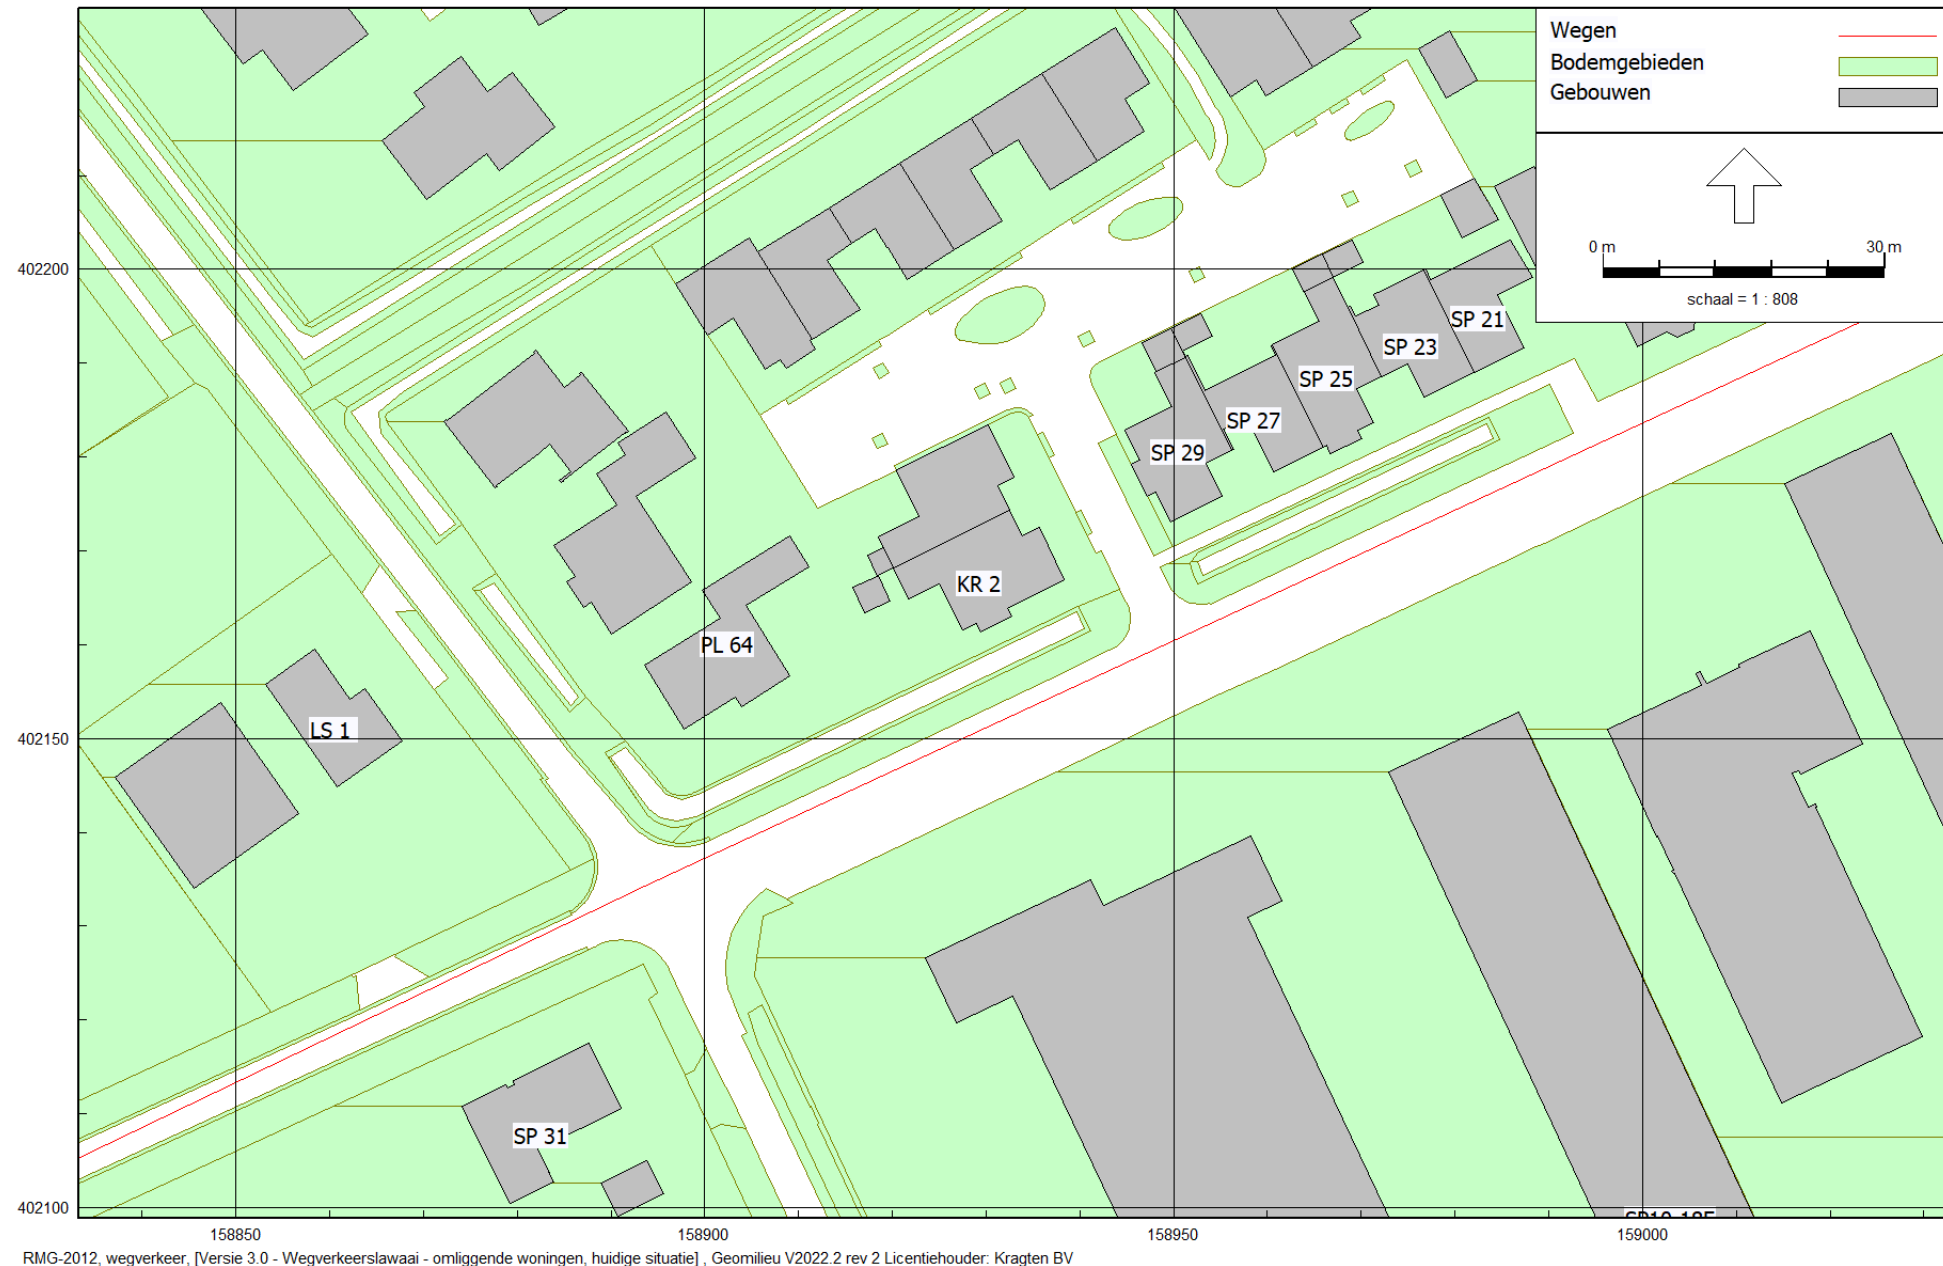 Wegen
Bodemgebieden
Gebouwen
0 m 30 m
schaal = 1 : 808
402200
402150
402100
SP 21
SP 23
SP 25
SP 27
SP 29
KR 2
PL 64
LS 1
SP 31
158850 158900 158950 159000
RMG-2012, wegverkeer, [Versie 3.0 - Wegverkeerslawaai - omliggende woningen, huidige situatie] , Geomilieu V2022.2 rev 2 Licentiehouder: Kragten BV